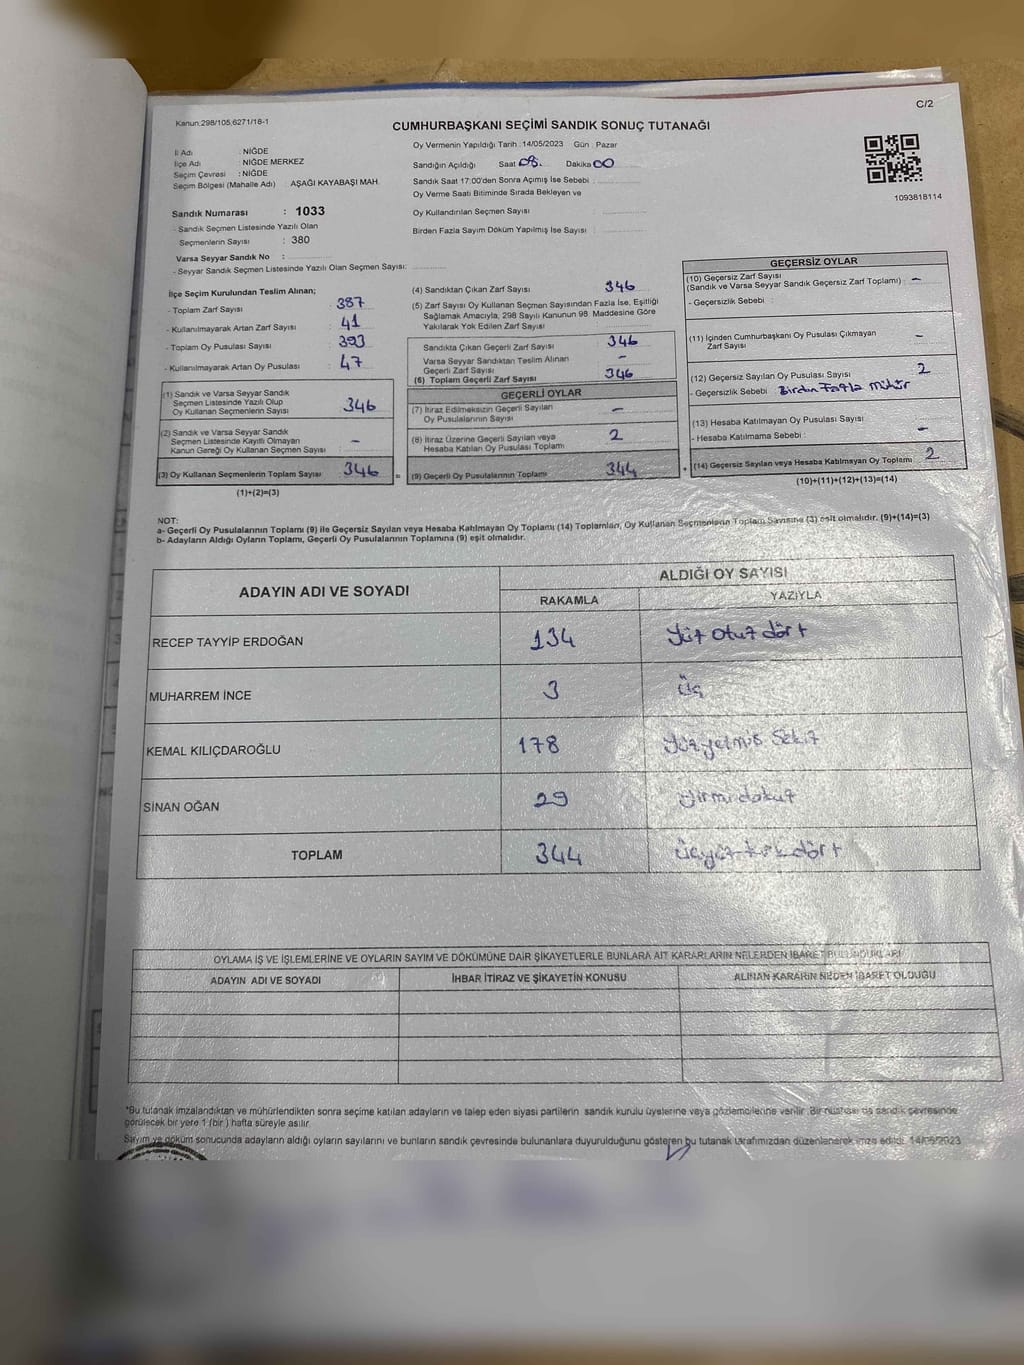 C/2
Kanun:298/105,6271/18-1
CUMHURBAŞKANI SEÇİMİ SANDIK SONUÇ TUTANAĞI
İl Adı : NİĞDE
İlçe Adı : NİĞDE MERKEZ
Seçim Çevresi : NİĞDE
Seçim Bölgesi (Mahalle Adı) : AŞAĞI KAYABAŞI MAH.
Oy Vermenin Yapıldığı Tarih :14/05/2023 Gün : Pazar
Sandığın Açıldığı Saat 08. Dakika 00
Sandık Saat 17:00'den Sonra Açımış İse Sebebi :
Oy Verme Saati Bitiminde Sırada Bekleyen ve
Oy Kullandırılan Seçmen Sayısı :
Birden Fazla Sayım Döküm Yapılmış İse Sayısı :
1093818114
Sandık Numarası : 1033
- Sandık Seçmen Listesinde Yazılı Olan
Seçmenlerin Sayısı : 380
Varsa Seyyar Sandık No :
- Seyyar Sandık Seçmen Listesinde Yazılı Olan Seçmen Sayısı:
İlçe Seçim Kurulundan Teslim Alınan;
- Toplam Zarf Sayısı : 387
- Kullanılmayarak Artan Zarf Sayısı : 41
- Toplam Oy Pusulası Sayısı : 393
- Kullanılmayarak Artan Oy Pusulası : 47
(1) Sandık ve Varsa Seyyar Sandık
Seçmen Listesinde Yazılı Olup
Oy Kullanan Seçmenlerin Sayısı 346
(2) Sandık ve Varsa Seyyar Sandık
Seçmen Listesinde Kayıtlı Olmayan
Kanun Gereği Oy Kullanan Seçmen Sayısı : -
(3) Oy Kullanan Seçmenlerin Toplam Sayısı 346
(1)+(2)=(3)
(4) Sandıktan Çıkan Zarf Sayısı : 346
(5) Zarf Sayısı Oy Kullanan Seçmen Sayısından Fazla İse, Eşitliği
Sağlamak Amacıyla, 298 Sayılı Kanunun 98. Maddesine Göre
Yakılarak Yok Edilen Zarf Sayısı
Sandıkta Çıkan Geçerli Zarf Sayısı : 346
Varsa Seyyar Sandıktan Teslim Alınan
Geçerli Zarf Sayısı : -
(6) Toplam Geçerli Zarf Sayısı 346
GEÇERLİ OYLAR
(7) İtiraz Edilmeksizin Geçerli Sayılan
Oy Pusulalarının Sayısı -
(8) İtiraz Üzerine Geçerli Sayılan veya
Hesaba Katılan Oy Pusulası Toplamı 2
= (9) Geçerli Oy Pusulalarının Toplamı 344
GEÇERSİZ OYLAR
(10) Geçersiz Zarf Sayısı
(Sandık ve Varsa Seyyar Sandık Geçersiz Zarf Toplamı) : -
- Geçersizlik Sebebi :
(11) İçinden Cumhurbaşkanı Oy Pusulası Çıkmayan
Zarf Sayısı -
(12) Geçersiz Sayılan Oy Pusulası Sayısı 2
- Geçersizlik Sebebi : Birden Fazla Mühür
(13) Hesaba Katılmayan Oy Pusulası Sayısı
- Hesaba Katılmama Sebebi : -
+ (14) Geçersiz Sayılan veya Hesaba Katılmayan Oy Toplamı 2
(10)+(11)+(12)+(13)=(14)
NOT:
a- Geçerli Oy Pusulalarının Toplamı (9) ile Geçersiz Sayılan veya Hesaba Katılmayan Oy Toplamı (14) Toplamları, Oy Kullanan Seçmenlerin Toplam Sayısına (3) eşit olmalıdır. (9)+(14)=(3)
b- Adayların Aldığı Oyların Toplamı, Geçerli Oy Pusulalarının Toplamına (9) eşit olmalıdır.
ADAYIN ADI VE SOYADI
ALDIĞI OY SAYISI
RAKAMLA YAZIYLA
RECEP TAYYİP ERDOĞAN 134 Yüz otuz dört
MUHARREM İNCE 3 Üç
KEMAL KILIÇDAROĞLU 178 Yüzyetmiş Sekiz
SİNAN OĞAN 29 yirmi dokuz
TOPLAM 344 üçyüz kırk dört
OYLAMA İŞ VE İŞLEMLERİNE VE OYLARIN SAYIM VE DÖKÜMÜNE DAİR ŞİKAYETLERLE BUNLARA AİT KARARLARIN NELERDEN İBARET BULUNDUKLARI
ADAYIN ADI VE SOYADI İHBAR İTİRAZ VE ŞİKAYETİN KONUSU ALINAN KARARIN NEDEN İBARET OLDUĞU
*Bu tutanak imzalandıktan ve mühürlendikten sonra seçime katılan adayların ve talep eden siyasi partilerin sandık kurulu üyelerine veya gözlemcilerine verilir. Bir nüshası da sandık çevresinde
görülecek bir yere 1 (bir) hafta süreyle asılır.
Sayım ve döküm sonucunda adayların aldığı oyların sayılarını ve bunların sandık çevresinde bulunanlara duyurulduğunu gösteren bu tutanak tarafımızdan düzenlenerek imza edildi. 14/05/2023